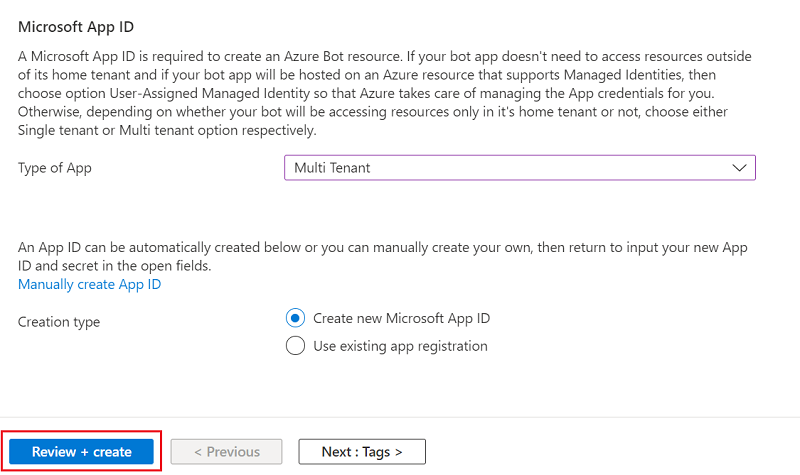 Microsoft App ID
A Microsoft App ID is required to create an Azure Bot resource. If your bot app doesn't need to access resources outside
of its home tenant and if your bot app will be hosted on an Azure resource that supports Managed Identities, then
choose option User-Assigned Managed Identity so that Azure takes care of managing the App credentials for you.
Otherwise, depending on whether your bot will be accessing resources only in it's home tenant or not, choose either
Single tenant or Multi tenant option respectively.
Type of App
Multi Tenant
An App ID can be automatically created below or you can manually create your own, then return to input your new App
ID and secret in the open fields.
Manually create App ID
Creation type
Create new Microsoft App ID
Use existing app registration
Review + create
< Previous
Next : Tags >